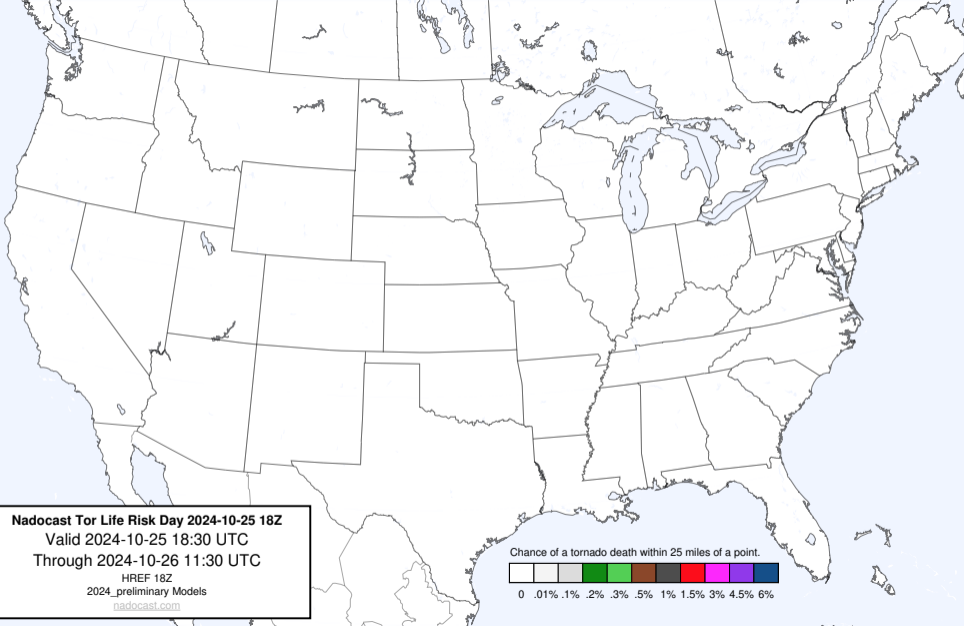 Nadocast Tor Life Risk Day 2024-10-25 18Z
Valid 2024-10-25 18:30 UTC
Through 2024-10-26 11:30 UTC
HREF 18Z
2024_preliminary Models
nadocast.com
Chance of a tornado death within 25 miles of a point.
0 .01% .1% .2% .3% .5% 1% 1.5% 3% 4.5% 6%